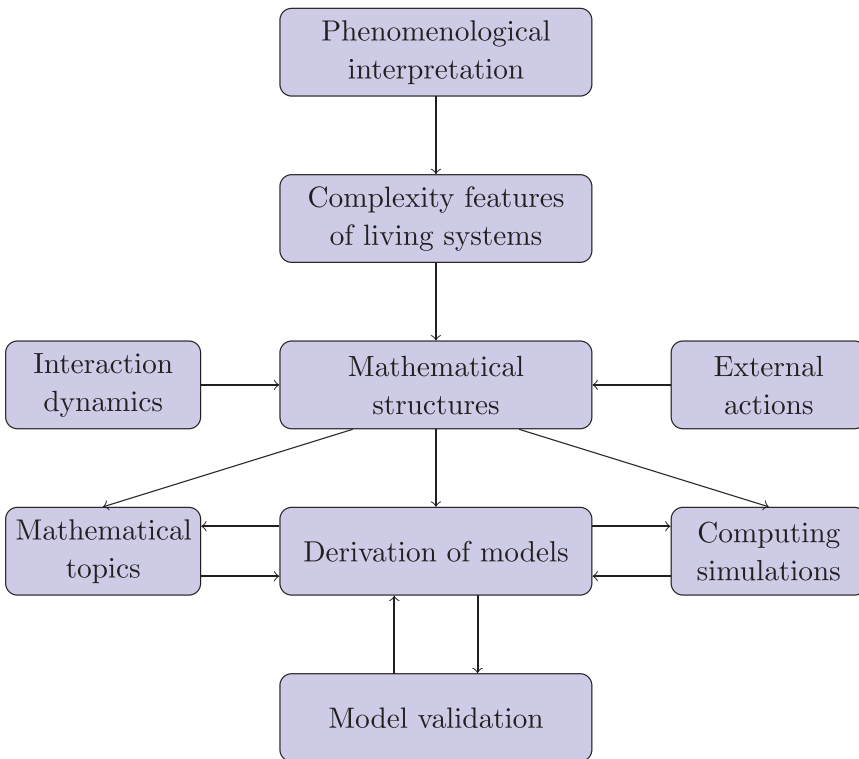 Phenomenological
interpretation
Complexity features
of living systems
Interaction
dynamics
Mathematical
structures
External
actions
Mathematical
topics
Derivation of models
Computing
simulations
Model validation